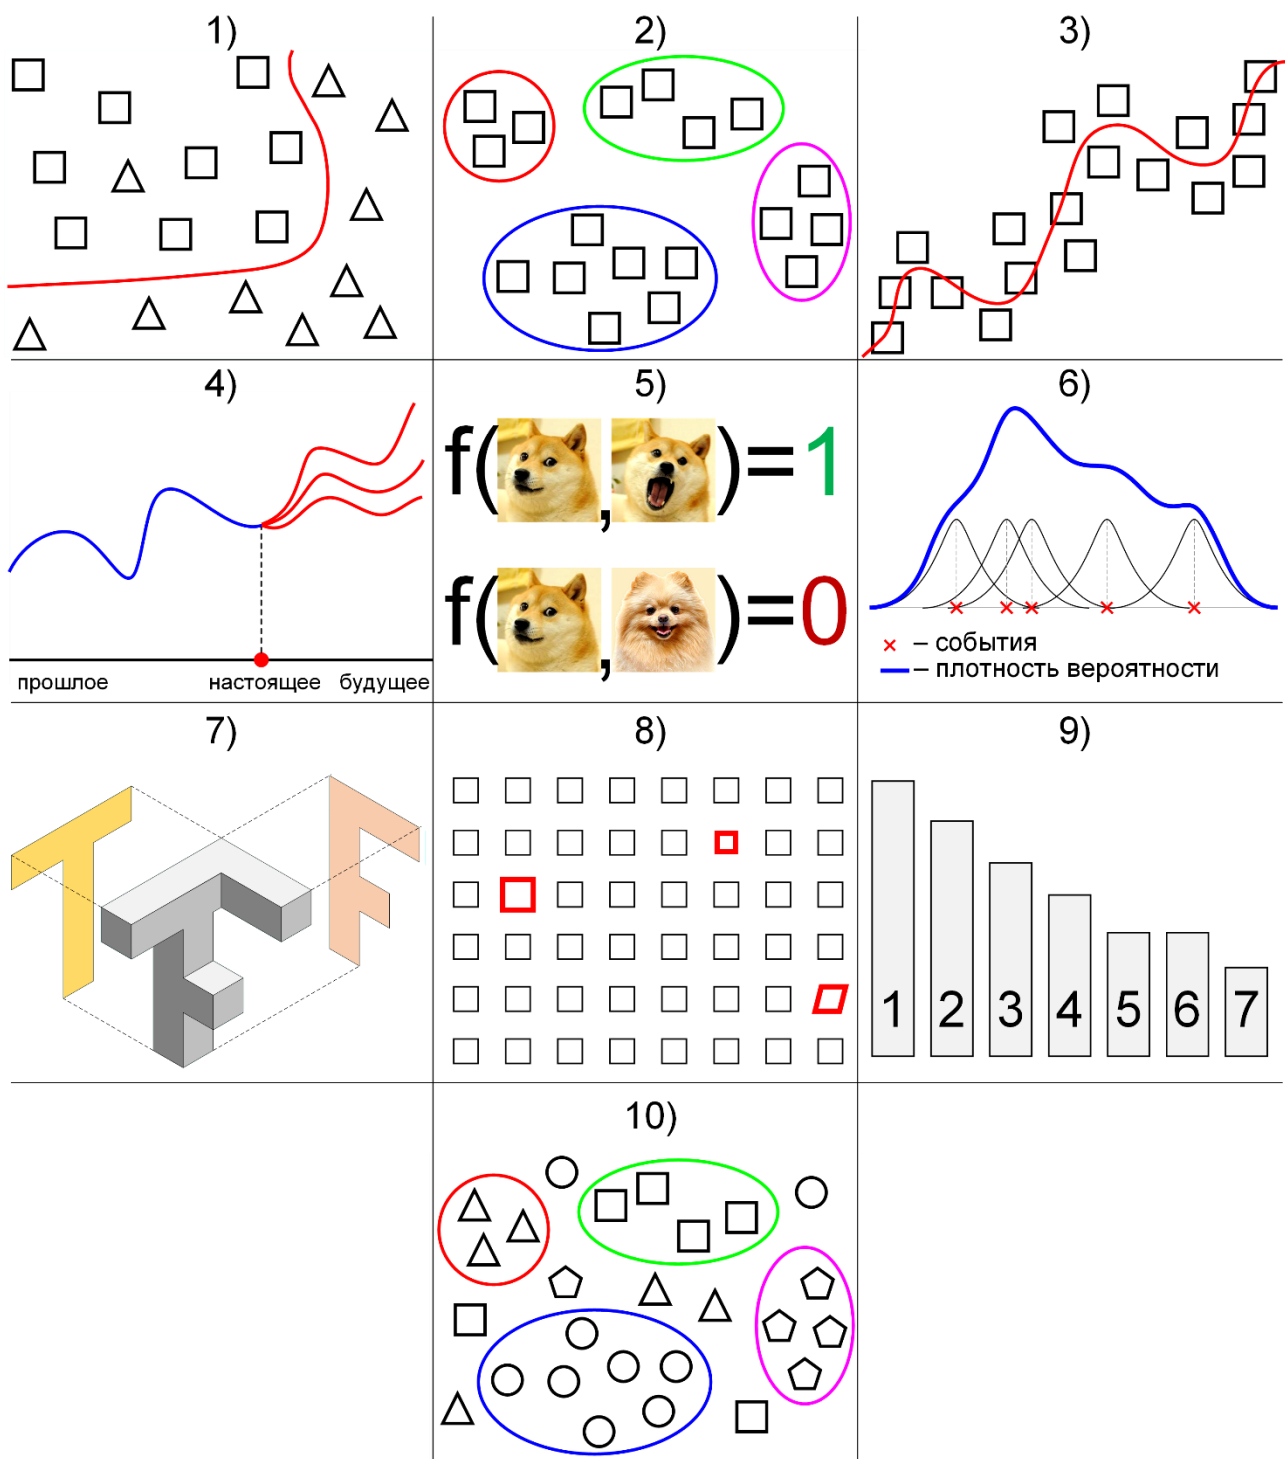 1)
2)
3)
4)
прошлое
настоящее
будущее
5)
f( , )=1
f( , )=0
6)
× – события
– плотность вероятности
7)
8)
9)
1 2 3 4 5 6 7
10)